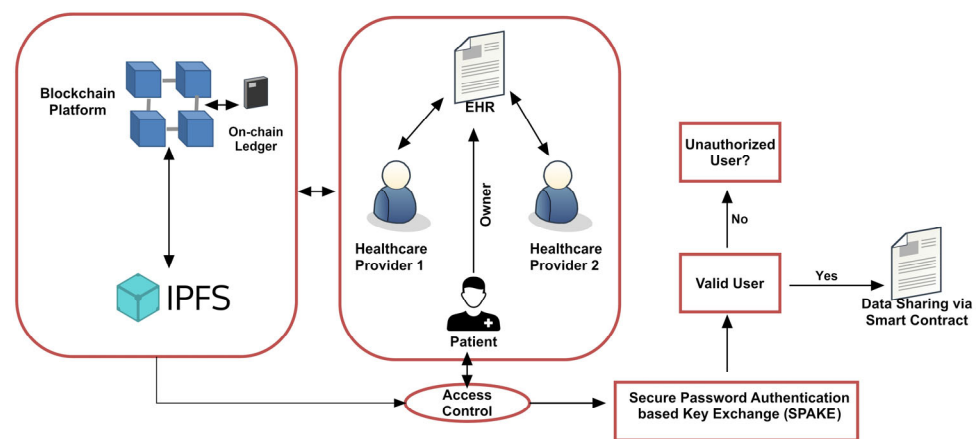 Blockchain
Platform
On-chain
Ledger
IPFS
EHR
Owner
Healthcare
Provider 1
Healthcare
Provider 2
Patient
Access
Control
Unauthorized
User?
No
Valid User
Yes
Data Sharing via
Smart Contract
Secure Password Authentication
based Key Exchange (SPAKE)